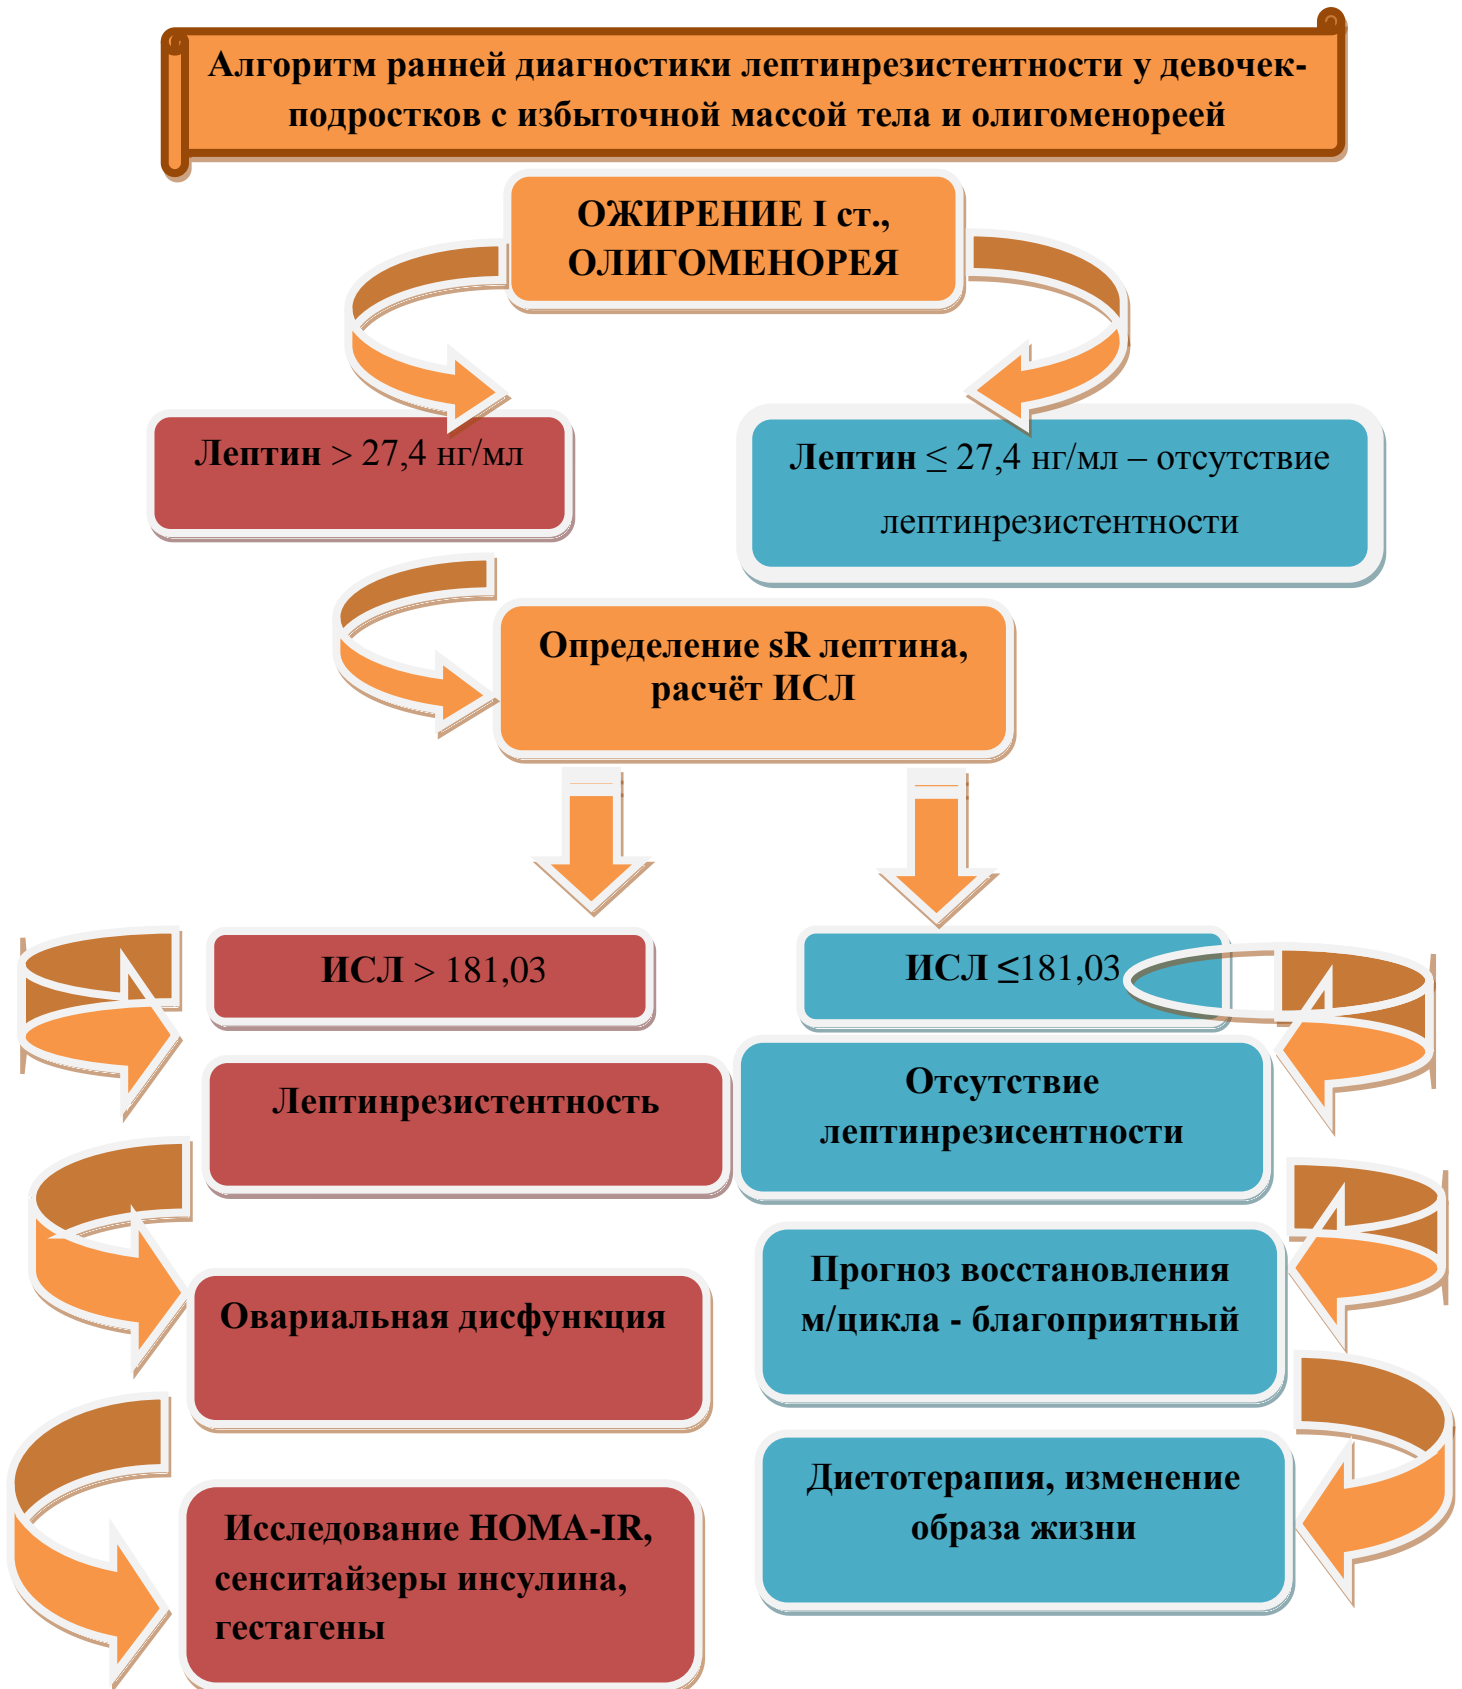 Алгоритм ранней диагностики лептинрезистентности у девочек-
подростков с избыточной массой тела и олигоменореей
ОЖИРЕНИЕ I ст.,
ОЛИГОМЕНОРЕЯ
Лептин > 27,4 нг/мл
Лептин ≤ 27,4 нг/мл – отсутствие
лептинрезистентности
Определение sR лептина,
расчёт ИСЛ
ИСЛ > 181,03
ИСЛ ≤181,03
Лептинрезистентность
Отсутствие
лептинрезисентности
Овариальная дисфункция
Прогноз восстановления
м/цикла - благоприятный
Исследование HOMA-IR,
сенситайзеры инсулина,
гестагены
Диетотерапия, изменение
образа жизни